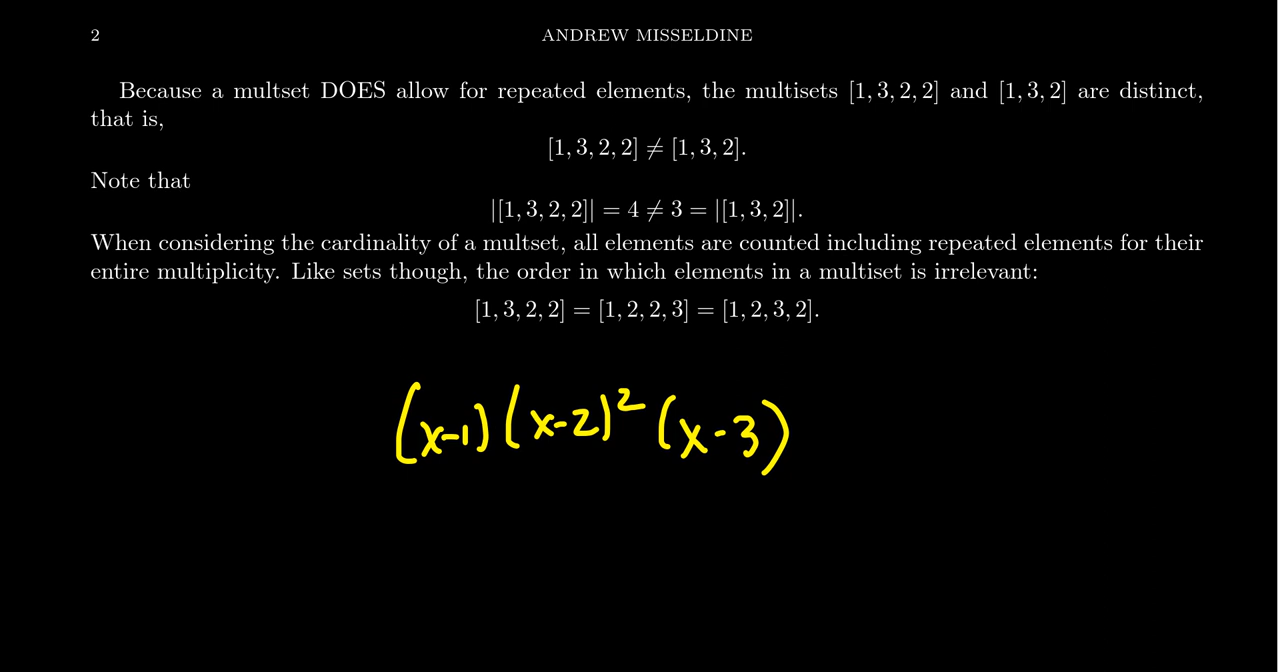 2 ANDREW MISSELDINE
Because a multset DOES allow for repeated elements, the multisets [1, 3, 2, 2] and [1, 3, 2] are distinct,
that is,
[1, 3, 2, 2] ≠ [1, 3, 2].
Note that
|[1, 3, 2, 2]| = 4 ≠ 3 = |[1, 3, 2]|.
When considering the cardinality of a multset, all elements are counted including repeated elements for their
entire multiplicity. Like sets though, the order in which elements in a multiset is irrelevant:
[1, 3, 2, 2] = [1, 2, 2, 3] = [1, 2, 3, 2].
(x-1)(x-2)² (x-3)